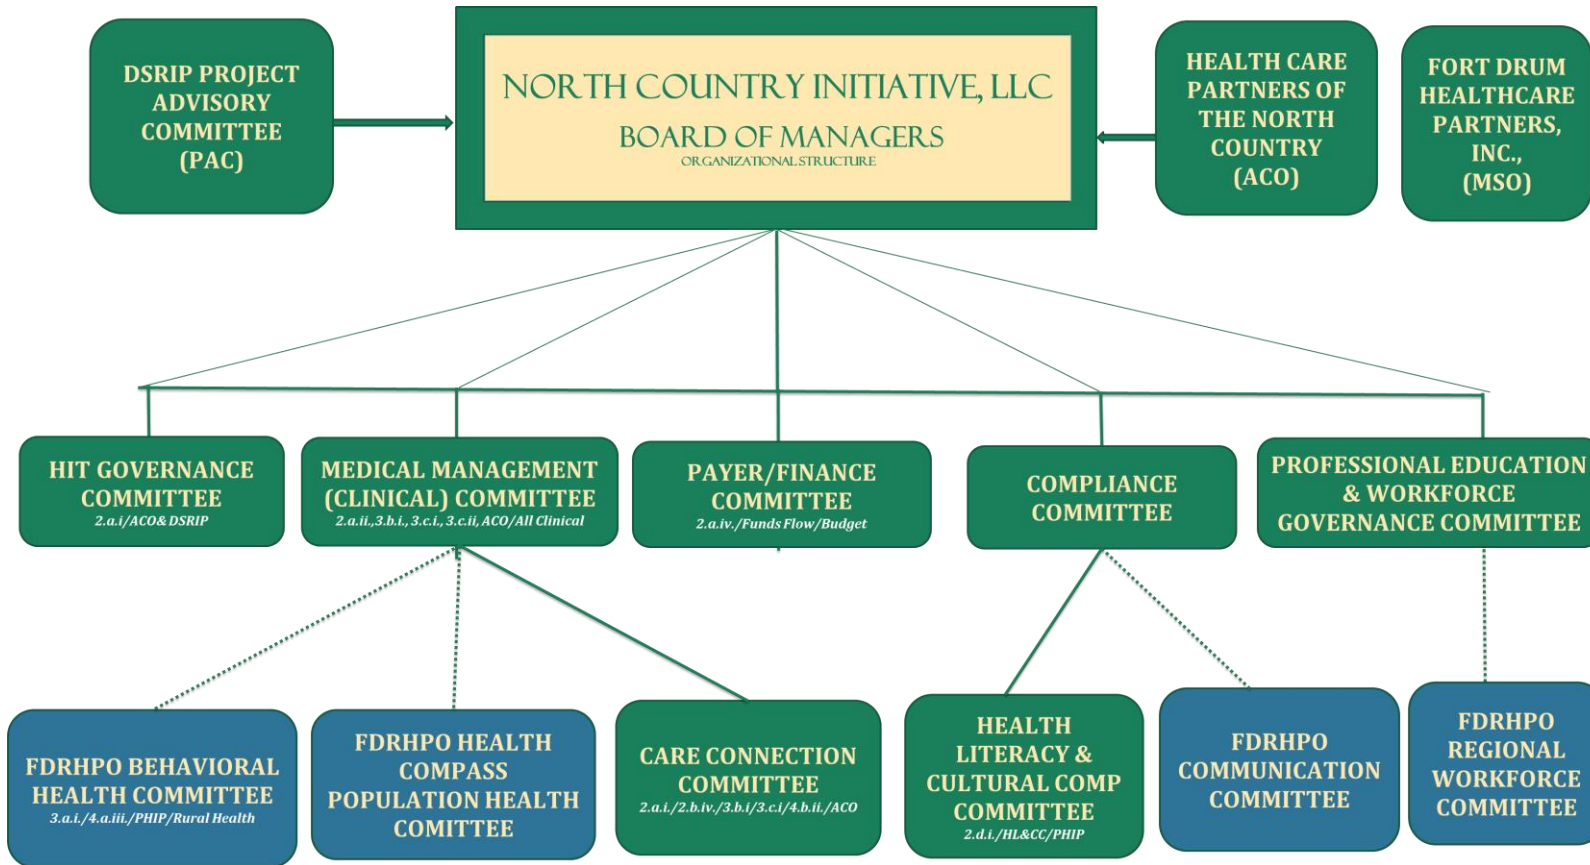 DSRIP PROJECT
ADVISORY
COMMITTEE
(PAC)
NORTH COUNTRY INITIATIVE, LLC
BOARD OF MANAGERS
ORGANIZATIONAL STRUCTURE
HEALTH CARE
PARTNERS OF
THE NORTH
COUNTRY
(ACO)
FORT DRUM
HEALTHCARE
PARTNERS,
INC.,
(MSO)
HIT GOVERNANCE
COMMITTEE
2.a.i/ACO& DSRIP
MEDICAL MANAGEMENT
(CLINICAL) COMMITTEE
2.a.ii.,3.b.i., 3.c.i., 3.c.ii, ACO/All Clinical
PAYER/FINANCE
COMMITTEE
2.a.iv./Funds Flow/Budget
COMPLIANCE
COMMITTEE
PROFESSIONAL EDUCATION
& WORKFORCE
GOVERNANCE COMMITTEE
FDRHPO BEHAVIORAL
HEALTH COMMITTEE
3.a.i./4.a.iii./PHIP/Rural Health
FDRHPO HEALTH
COMPASS
POPULATION HEALTH
COMITTEE
CARE CONNECTION
COMMITTEE
2.a.i./2.b.iv./3.b.i/3.c.i/4.b.ii./ACO
HEALTH
LITERACY &
CULTURAL COMP
COMMITTEE
2.d.i./HL&CC/PHIP
FDRHPO
COMMUNICATION
COMMITTEE
FDRHPO
REGIONAL
WORKFORCE
COMMITTEE